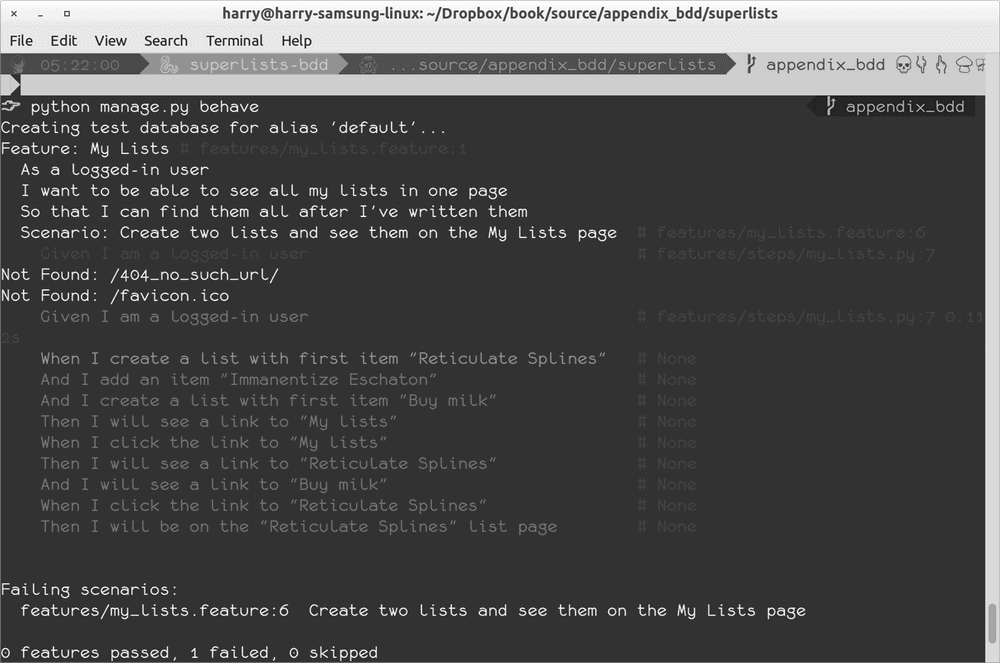 harry@harry-samsung-linux: ~/Dropbox/book/source/appendix_bdd/superlists
File Edit View Search Terminal Help
05:22:00 superlists-bdd ...source/appendix_bdd/superlists appendix_bdd
python manage.py behave appendix_bdd
Creating test database for alias 'default'...
Feature: My Lists # features/my_lists.feature:1
As a logged-in user
I want to be able to see all my lists in one page
So that I can find them all after I've written them
Scenario: Create two lists and see them on the My Lists page # features/my_lists.feature:6
Given I am a logged-in user # features/steps/my_lists.py:7
Not Found: /404_no_such_url/
Not Found: /favicon.ico
Given I am a logged-in user # features/steps/my_lists.py:7 0.11
2s
When I create a list with first item "Reticulate Splines" # None
And I add an item "Immanentize Eschaton" # None
And I create a list with first item "Buy milk" # None
Then I will see a link to "My Lists" # None
When I click the link to "My Lists" # None
Then I will see a link to "Reticulate Splines" # None
And I will see a link to "Buy milk" # None
When I click the link to "Reticulate Splines" # None
Then I will be on the "Reticulate Splines" list page # None
Failing scenarios:
features/my_lists.feature:6 Create two lists and see them on the My Lists page
0 features passed, 1 failed, 0 skipped